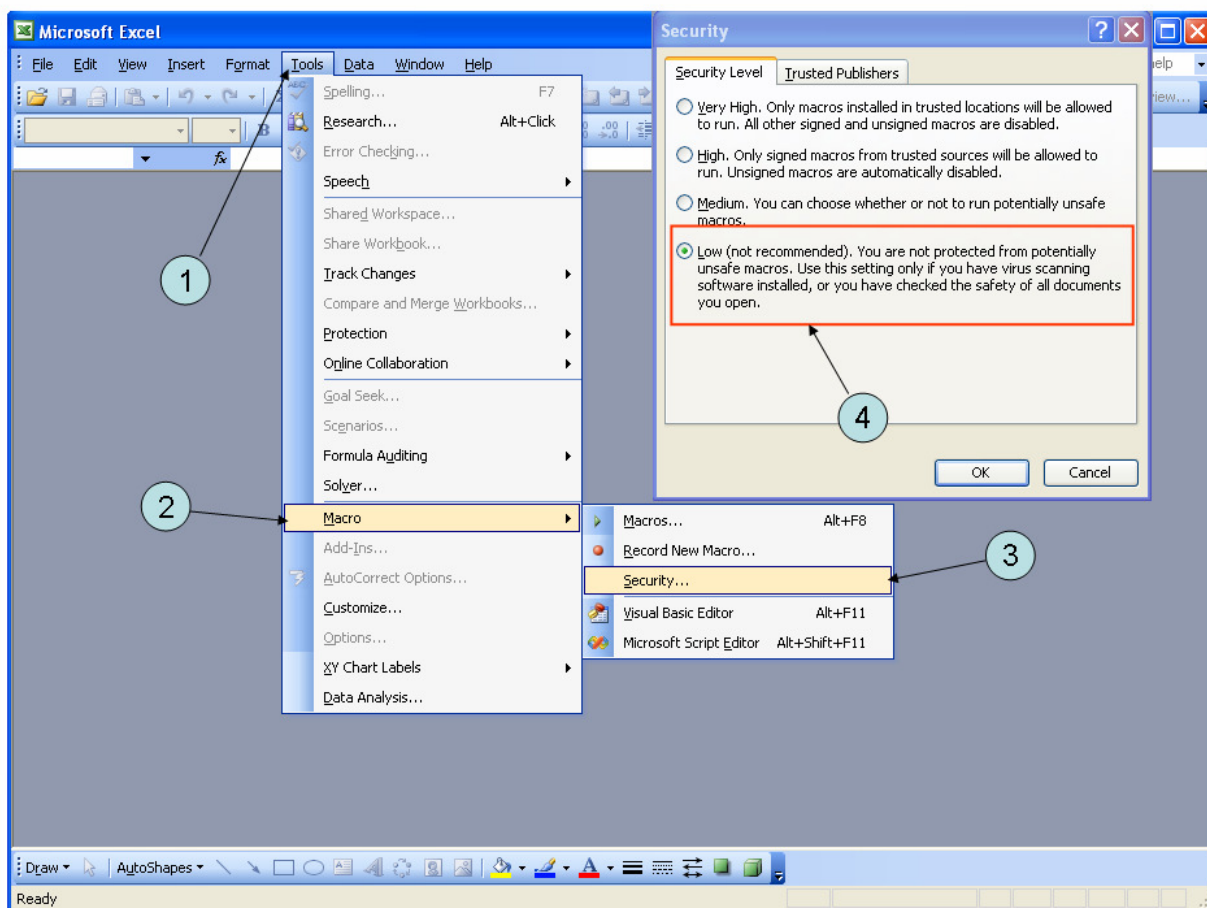 Microsoft Excel
File Edit View Insert Format Tools Data Window Help
Spelling... F7
Research... Alt+Click
Error Checking...
Speech
Shared Workspace...
Share Workbook...
Track Changes
Compare and Merge Workbooks...
Protection
Online Collaboration
Goal Seek...
Scenarios...
Formula Auditing
Solver...
Macro
Add-Ins...
AutoCorrect Options...
Customize...
Options...
XY Chart Labels
Data Analysis...
Macros... Alt+F8
Record New Macro...
Security...
Visual Basic Editor Alt+F11
Microsoft Script Editor Alt+Shift+F11
1
2
3
4
Security
Security Level Trusted Publishers
Very High. Only macros installed in trusted locations will be allowed
to run. All other signed and unsigned macros are disabled.
High. Only signed macros from trusted sources will be allowed to
run. Unsigned macros are automatically disabled.
Medium. You can choose whether or not to run potentially unsafe
macros.
Low (not recommended). You are not protected from potentially
unsafe macros. Use this setting only if you have virus scanning
software installed, or you have checked the safety of all documents
you open.
OK Cancel
Draw AutoShapes
Ready